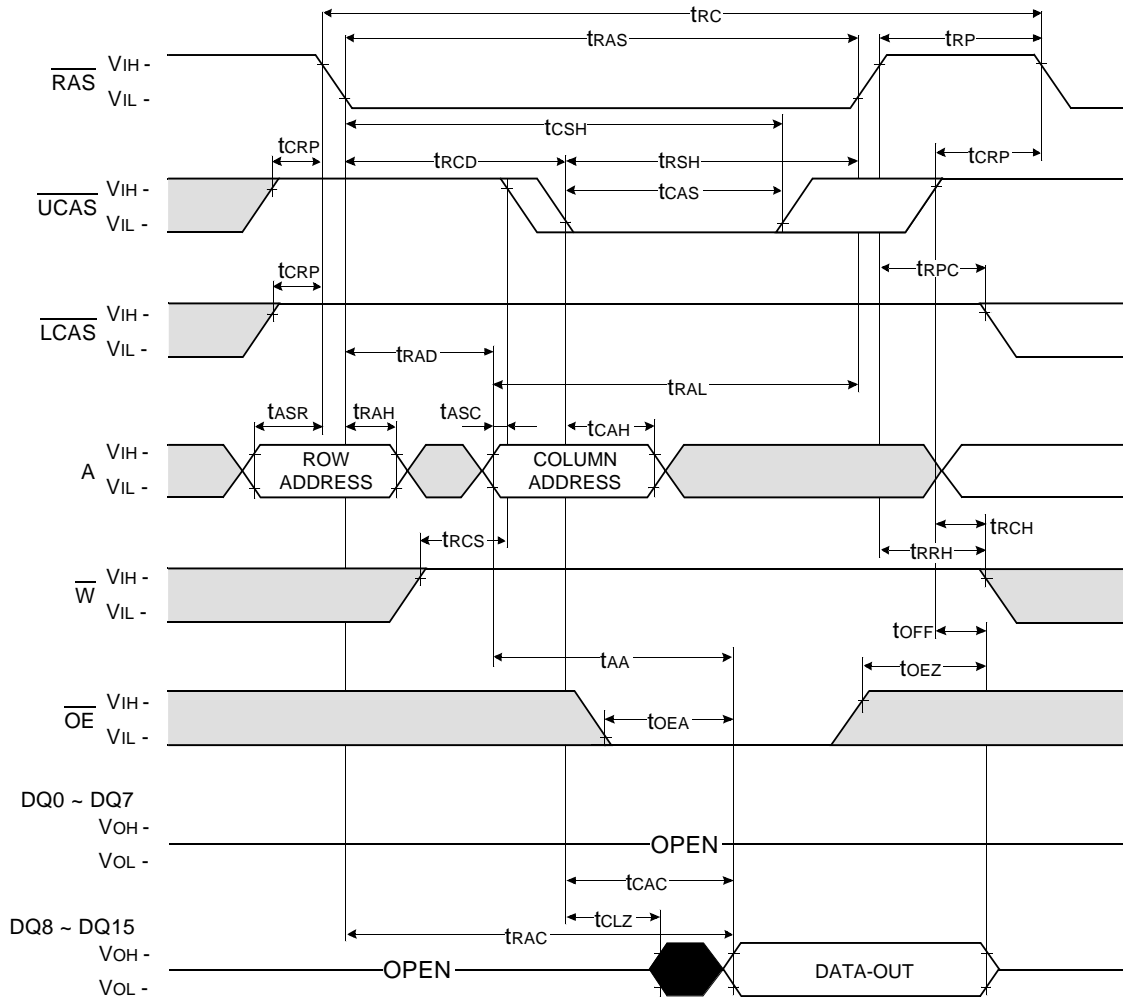 tRC
tRAS
tRP
RAS
VIH -
VIL -
tCSH
tCRP
tRCD
tRSH
tCRP
UCAS
VIH -
VIL -
tCAS
tCRP
tRPC
LCAS
VIH -
VIL -
tRAD
tRAL
tASR
tRAH
tASC
tCAH
A
VIH -
VIL -
ROW
ADDRESS
COLUMN
ADDRESS
tRCS
tRCH
tRRH
W
VIH -
VIL -
tOFF
tAA
tOEZ
OE
VIH -
VIL -
tOEA
DQ0 ~ DQ7
VOH -
VOL -
OPEN
tCAC
tCLZ
tRAC
DQ8 ~ DQ15
VOH -
VOL -
OPEN
DATA-OUT